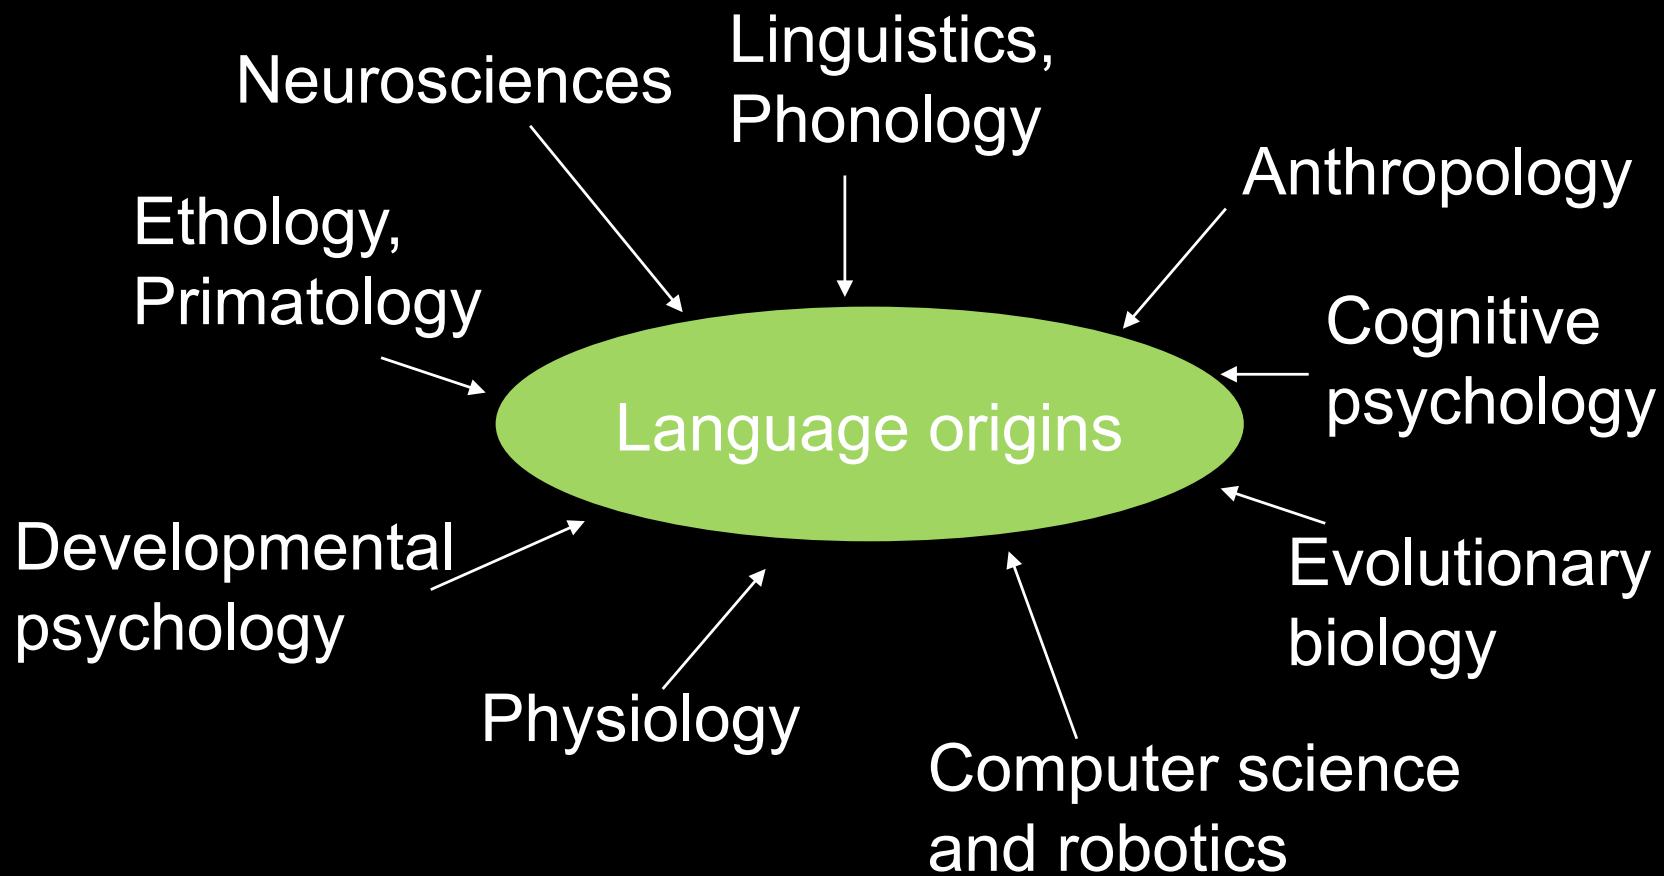 Linguistics,
Phonology
Neurosciences
Anthropology
Ethology,
Primatology
Cognitive
psychology
Language origins
Developmental
psychology
Evolutionary
biology
Physiology
Computer science
and robotics